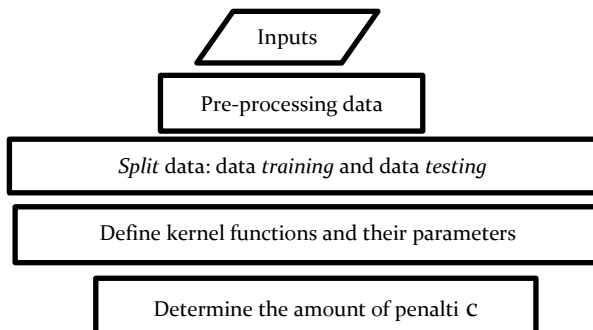 Inputs
Pre-processing data
Split data: data training and data testing
Define kernel functions and their parameters
Determine the amount of penalti C